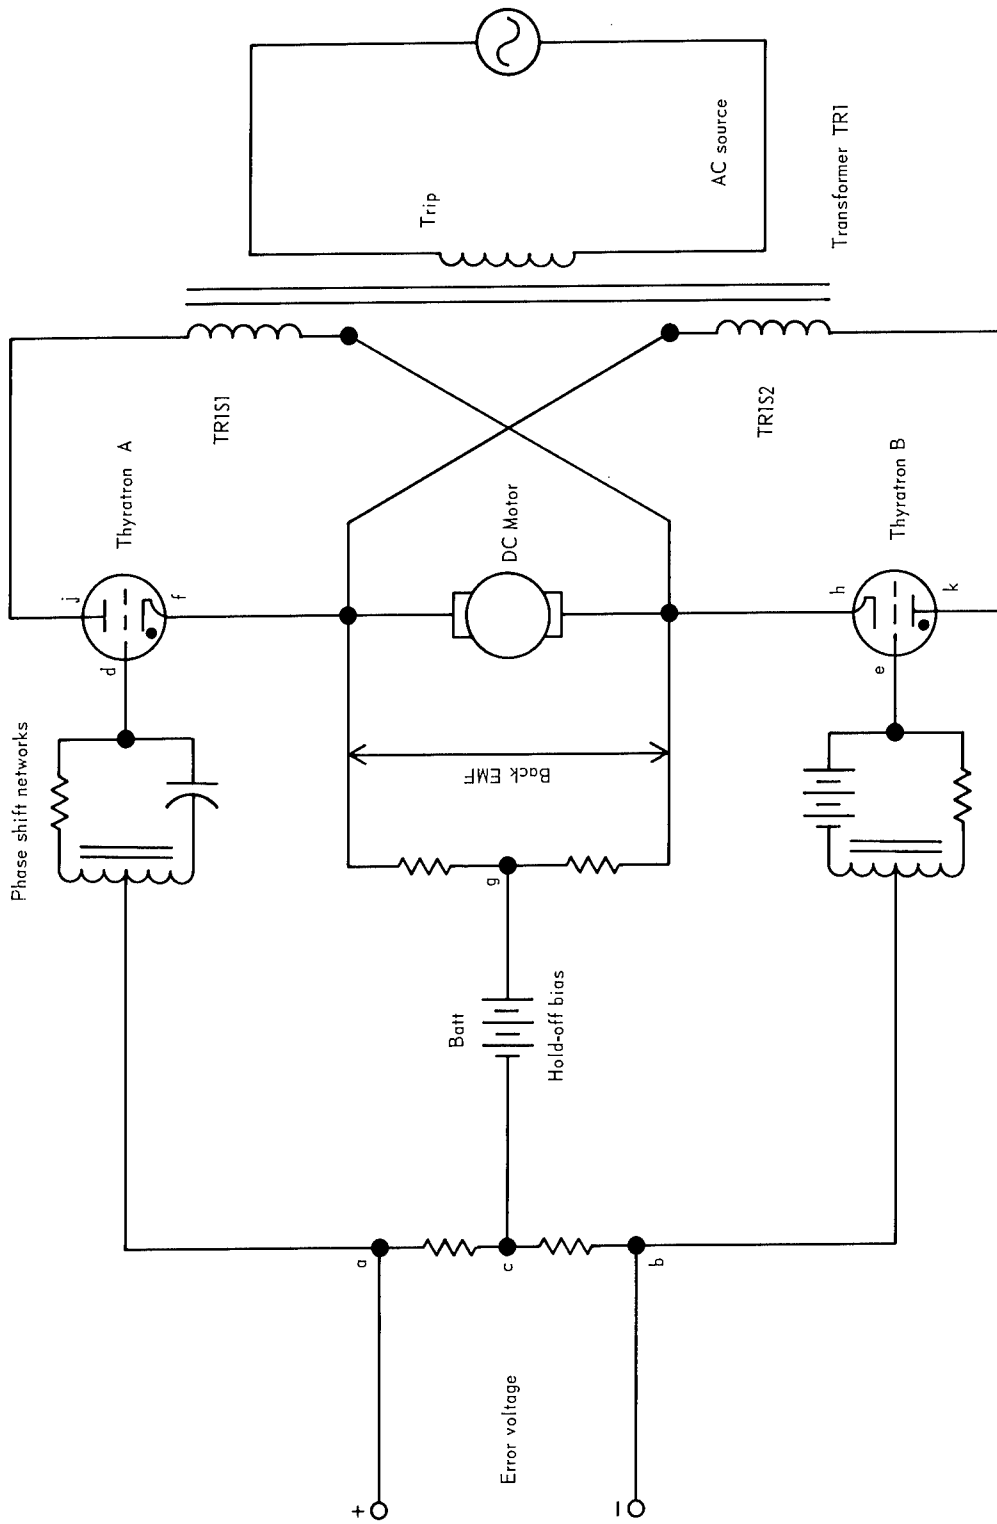 Phase shift networks
d
j
f
Thyratron A
TR1S1
Trip
AC source
Transformer TR1
a
+
Error voltage
c
Batt
Hold-off bias
g
Back EMF
DC Motor
b
−
e
h
k
Thyratron B
TR1S2